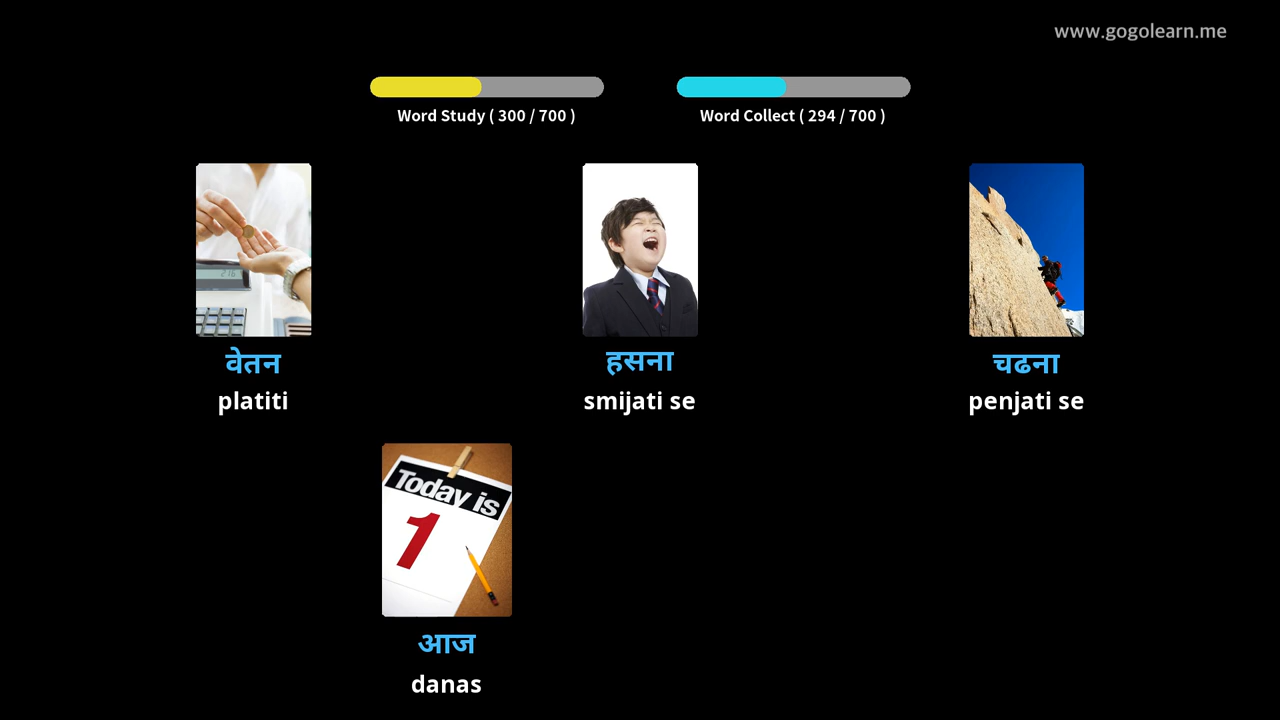 www.gogolearn.me
Word Study ( 300 / 700 )
Word Collect ( 294 / 700 )
216
वेतन
platiti
हसना
smijati se
चढना
penjati se
Today is
1
आज
danas